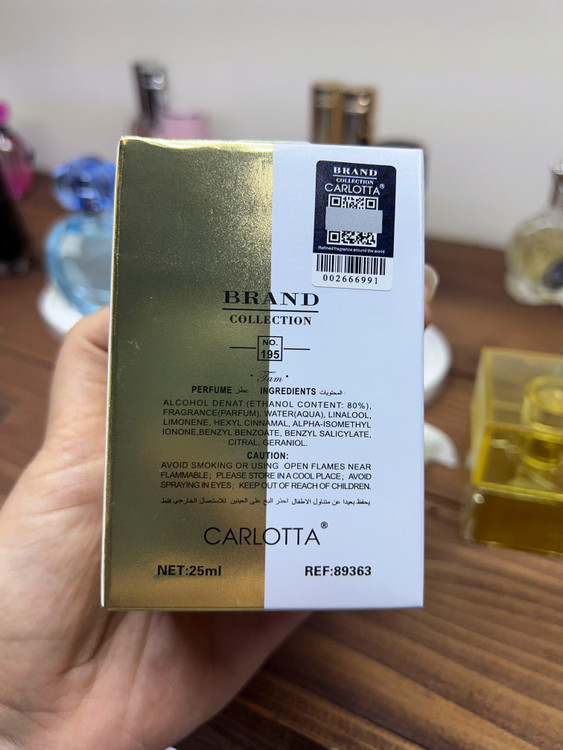 BRAND
COLLECTION
CARLOTTA®
Refined fragrance around the world
002666991
BRAND
COLLECTION
NO.
195
Tam
PERFUME عطر INGREDIENTS المحتويات:
ALCOHOL DENAT.(ETHANOL CONTENT: 80%),
FRAGRANCE(PARFUM), WATER(AQUA), LINALOOL,
LIMONENE, HEXYL CINNAMAL, ALPHA-ISOMETHYL
IONONE,BENZYL BENZOATE, BENZYL SALICYLATE,
CITRAL, GERANIOL.
CAUTION:
AVOID SMOKING OR USING OPEN FLAMES NEAR
FLAMMABLE; PLEASE STORE IN A COOL PLACE; AVOID
SPRAYING IN EYES; KEEP OUT OF REACH OF CHILDREN.
يحفظ بعيدا عن متناول الاطفال احذر البخ على العينين للاستعمال الخارجي فقط
CARLOTTA®
NET:25ml REF:89363